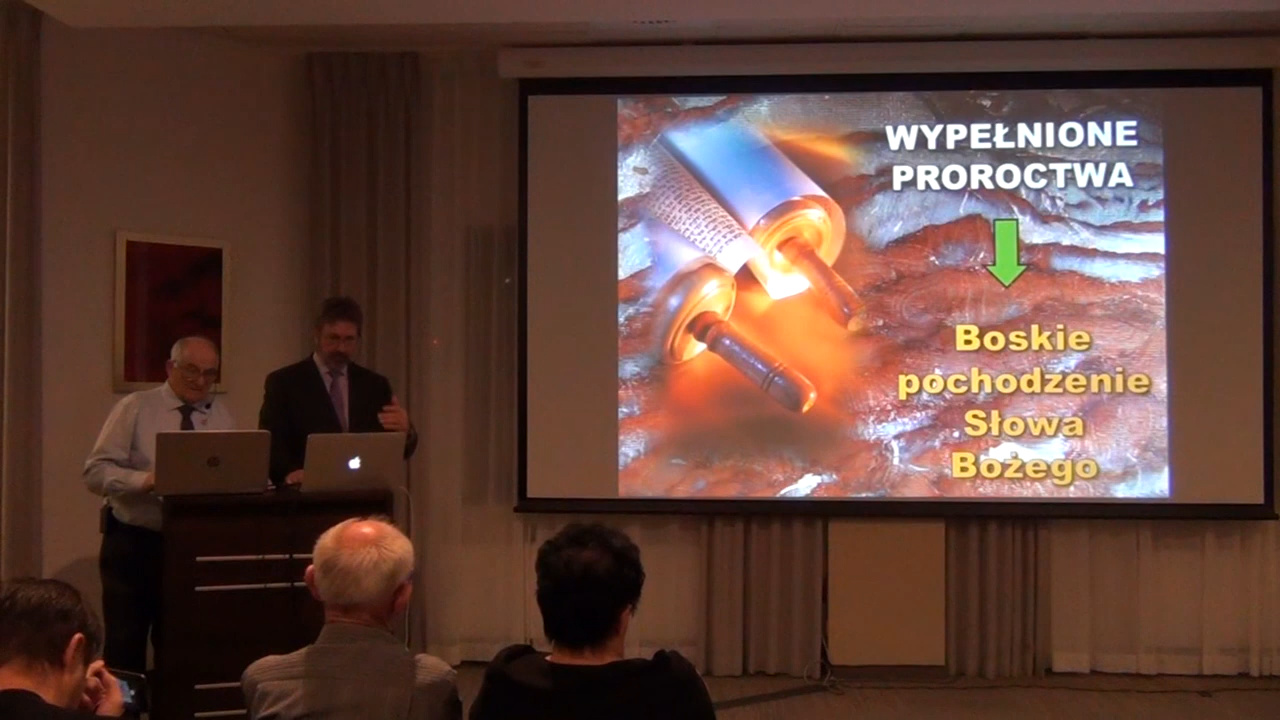 WYPEŁNIONE
PROROCTWA
Boskie
pochodzenie
Słowa
Bożego